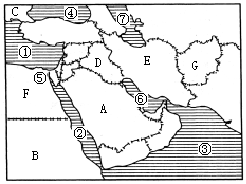 C ④ ⑦
① D E G
⑤
F ⑥
A
②
B ③